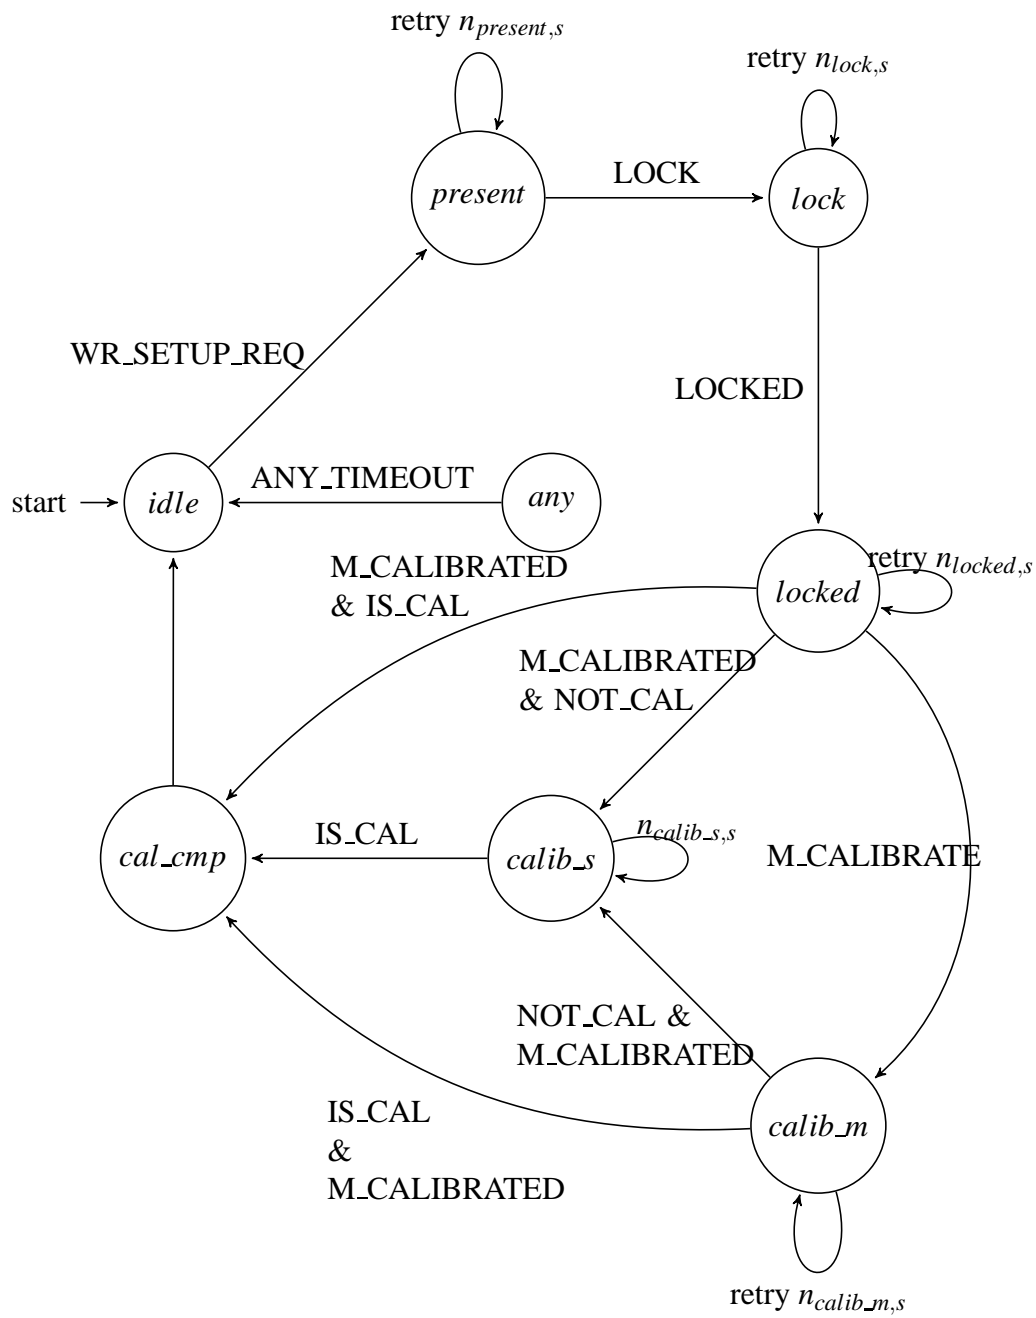 retry n_present,s
retry n_lock,s
present
LOCK
lock
WR_SETUP_REQ
LOCKED
start
idle
ANY_TIMEOUT
any
M_CALIBRATED
& IS_CAL
locked
retry n_locked,s
M_CALIBRATED
& NOT_CAL
cal_cmp
IS_CAL
calib_s
n_calib_s,s
M_CALIBRATE
NOT_CAL &
M_CALIBRATED
IS_CAL
&
M_CALIBRATED
calib_m
retry n_calib_m,s